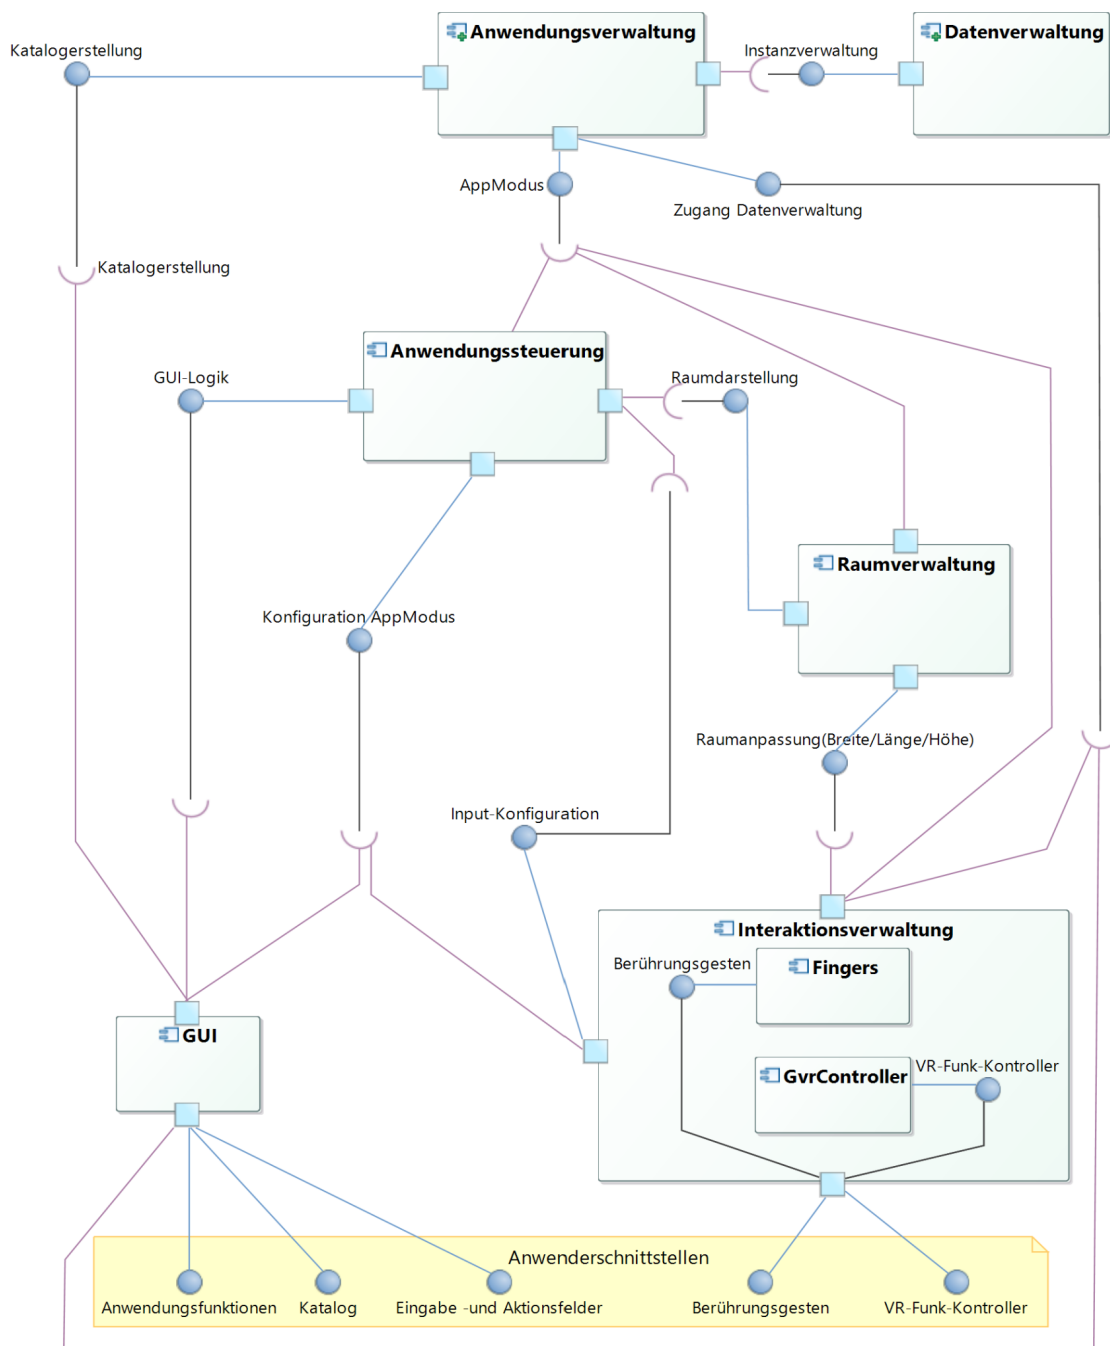 Anwendungsverwaltung
Datenverwaltung
Katalogerstellung
Instanzverwaltung
AppModus
Zugang Datenverwaltung
Katalogerstellung
Anwendungssteuerung
GUI-Logik
Raumdarstellung
Raumverwaltung
Konfiguration AppModus
Raumanpassung(Breite/Länge/Höhe)
Input-Konfiguration
Interaktionsverwaltung
Berührungsgesten
Fingers
GUI
GvrController
VR-Funk-Kontroller
Anwenderschnittstellen
Anwendungsfunktionen
Katalog
Eingabe -und Aktionsfelder
Berührungsgesten
VR-Funk-Kontroller